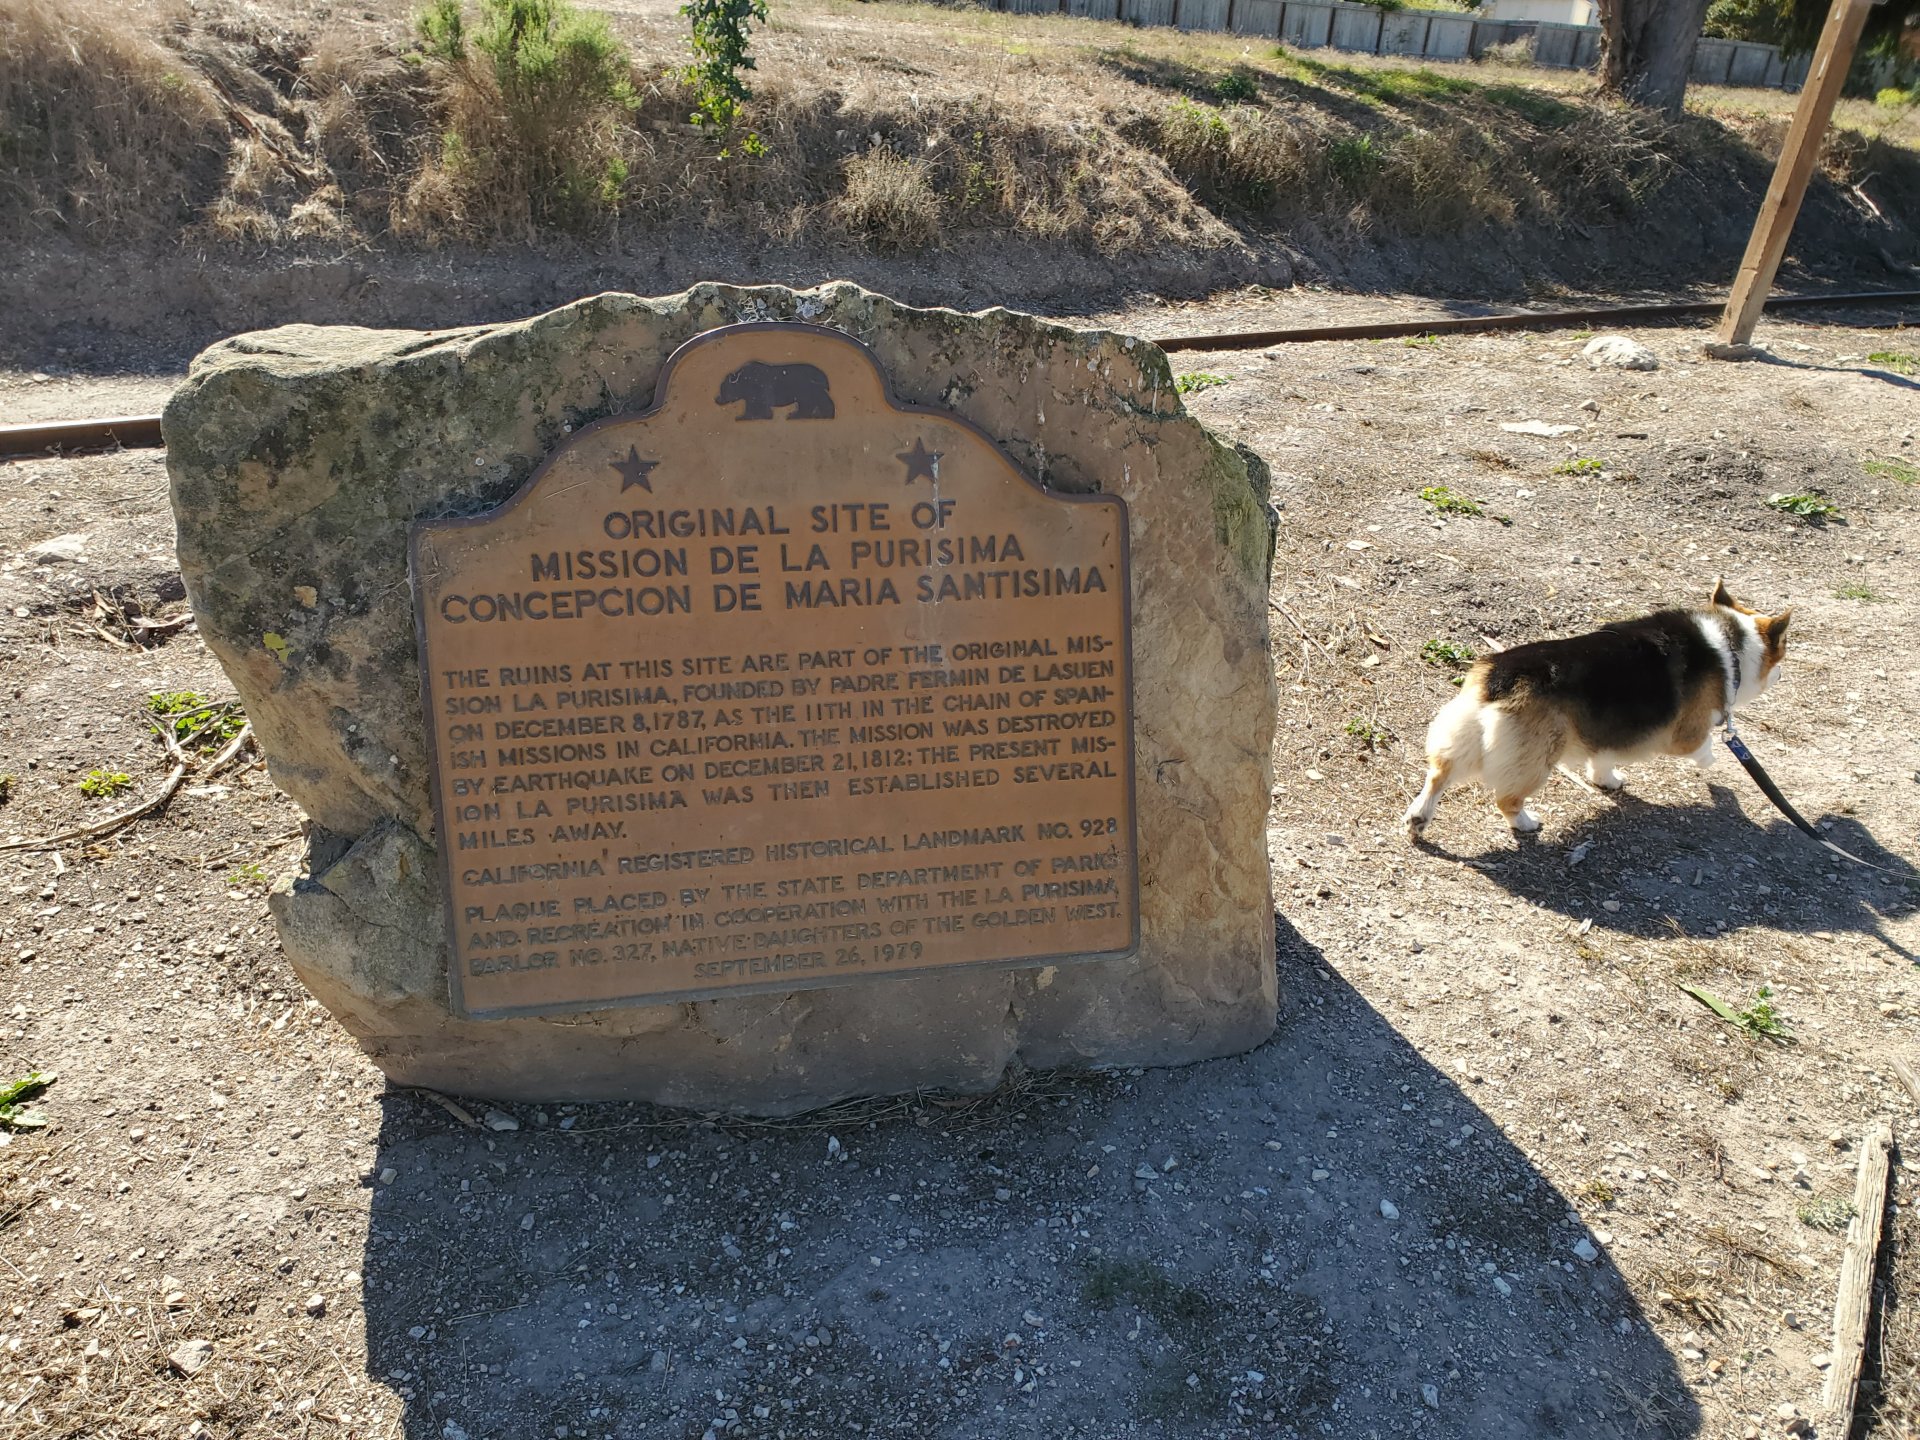 ORIGINAL SITE OF
MISSION DE LA PURISIMA
CONCEPCION DE MARIA SANTISIMA
THE RUINS AT THIS SITE ARE PART OF THE ORIGINAL MIS-
SION LA PURISIMA, FOUNDED BY PADRE FERMIN DE LASUEN
ON DECEMBER 8, 1787, AS THE 11TH IN THE CHAIN OF SPAN-
ISH MISSIONS IN CALIFORNIA. THE MISSION WAS DESTROYED
BY EARTHQUAKE ON DECEMBER 21, 1812; THE PRESENT MIS-
ION LA PURISIMA WAS THEN ESTABLISHED SEVERAL
MILES AWAY.
CALIFORNIA REGISTERED HISTORICAL LANDMARK NO. 928
PLAQUE PLACED BY THE STATE DEPARTMENT OF PARKS
AND RECREATION IN COOPERATION WITH THE LA PURISIMA
PARLOR NO. 327, NATIVE DAUGHTERS OF THE GOLDEN WEST.
SEPTEMBER 26, 1979